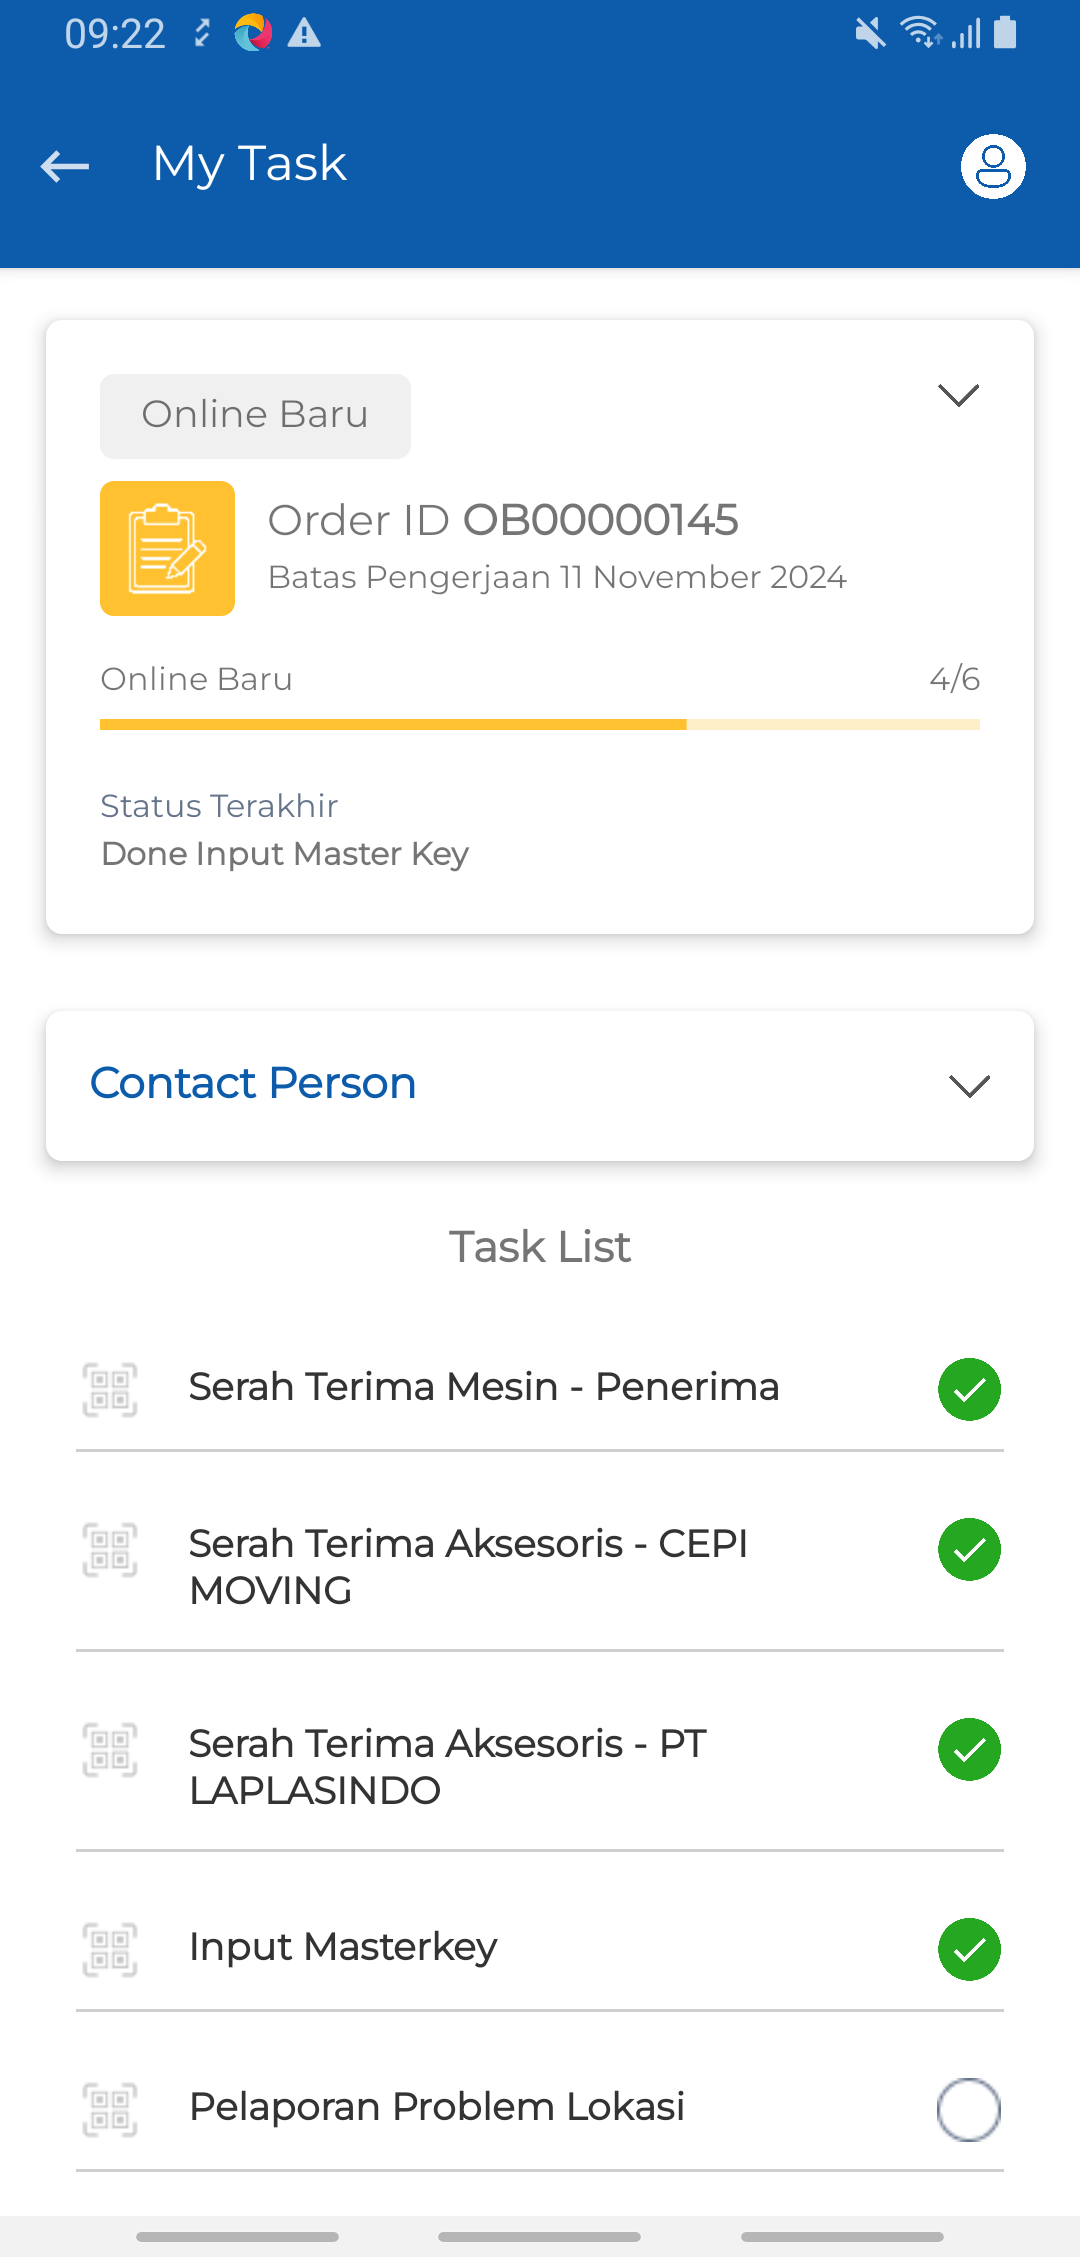 09:22
My Task
Online Baru
Order ID OB00000145
Batas Pengerjaan 11 November 2024
Online Baru
4/6
Status Terakhir
Done Input Master Key
Contact Person
Task List
Serah Terima Mesin - Penerima
Serah Terima Aksesoris - CEPI
MOVING
Serah Terima Aksesoris - PT
LAPLASINDO
Input Masterkey
Pelaporan Problem Lokasi